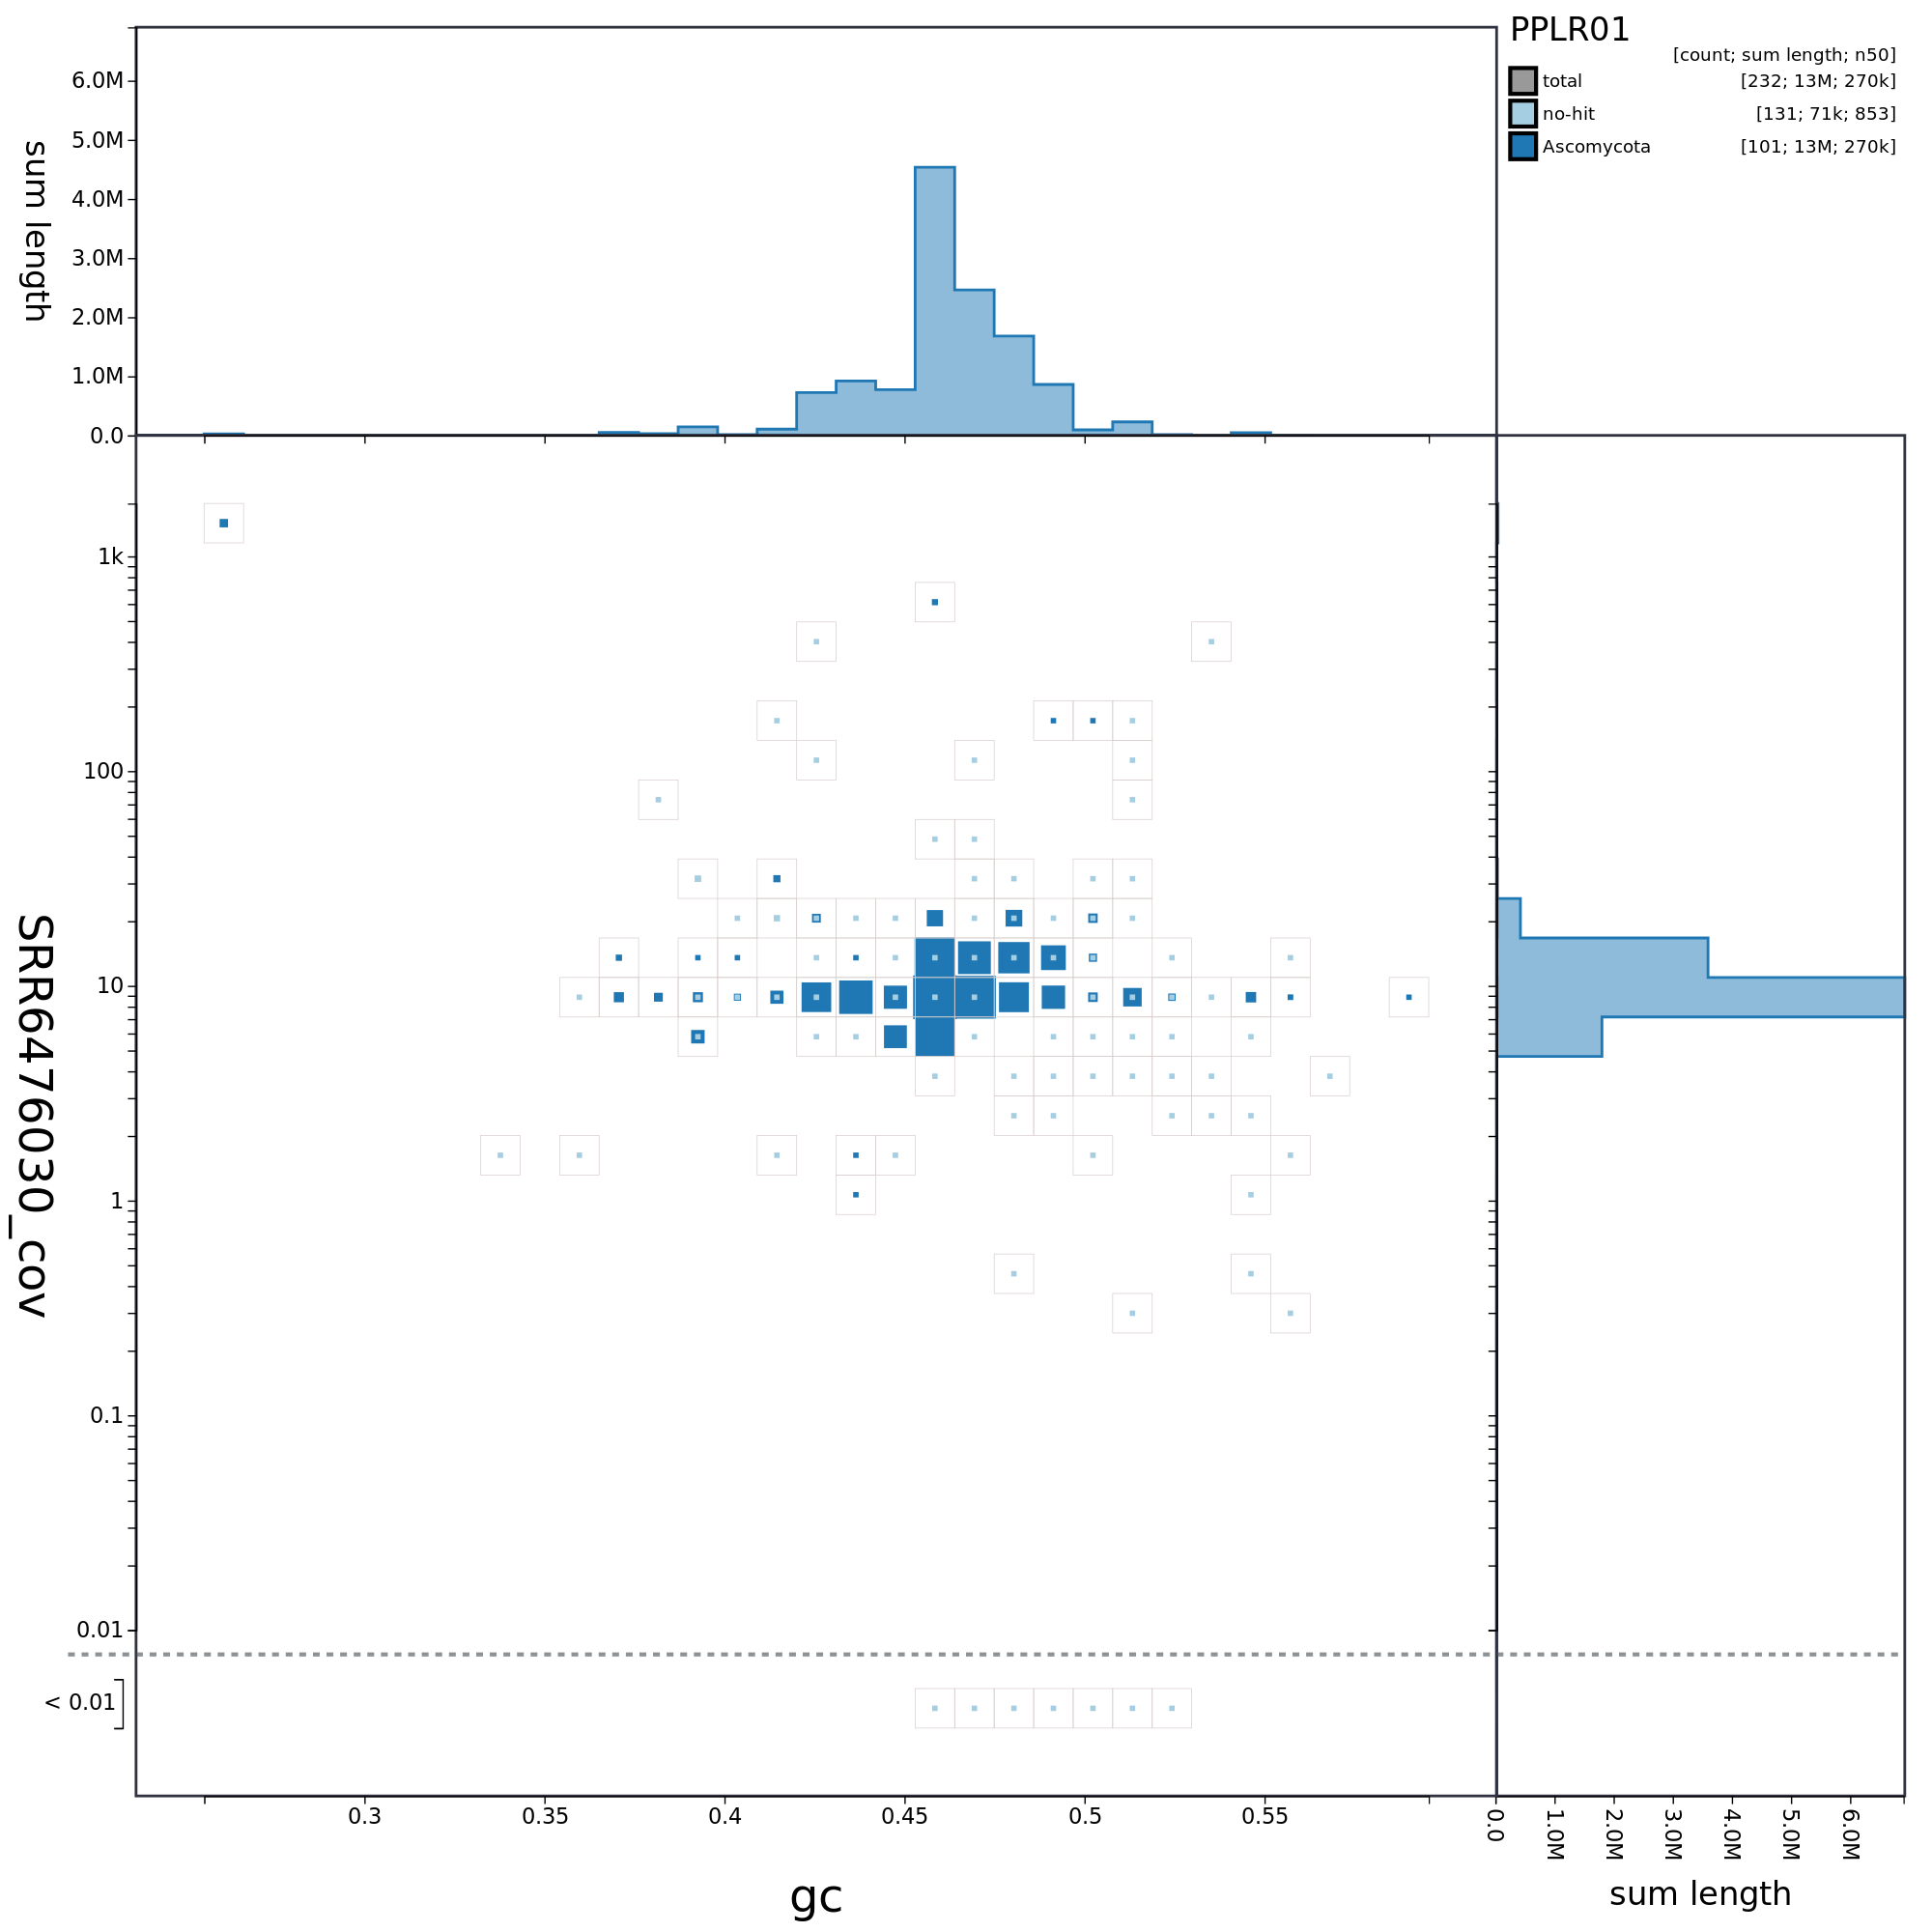 PPLR01
[count; sum length; n50]
total [232; 13M; 270k]
no-hit [131; 71k; 853]
Ascomycota [101; 13M; 270k]
sum length
6.0M
5.0M
4.0M
3.0M
2.0M
1.0M
0.0
SRR6476030_cov
1k
100
10
1
0.1
0.01
< 0.01
0.3 0.35 0.4 0.45 0.5 0.55
gc
0.0 1.0M 2.0M 3.0M 4.0M 5.0M 6.0M
sum length